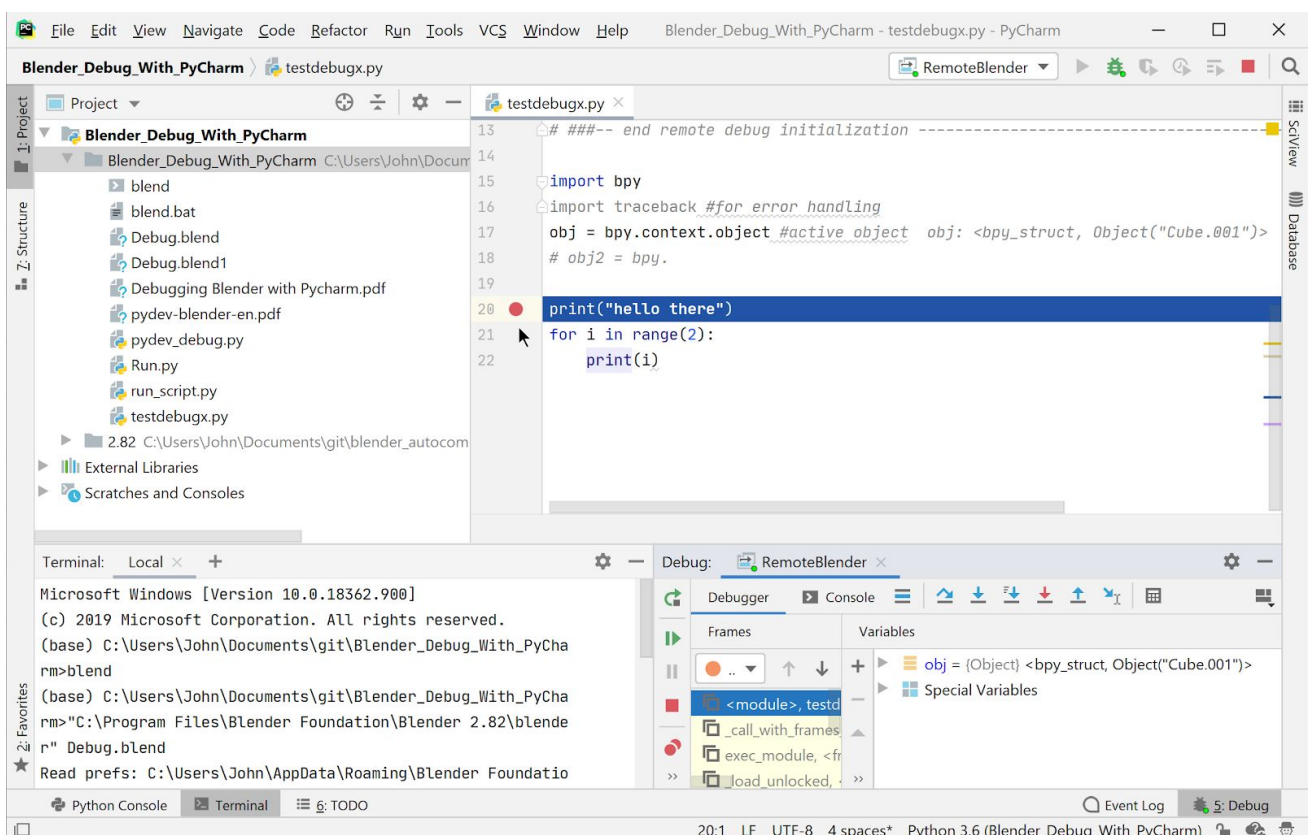 PC File Edit View Navigate Code Refactor Run Tools VCS Window Help Blender_Debug_With_PyCharm - testdebugx.py - PyCharm
Blender_Debug_With_PyCharm testdebugx.py RemoteBlender
1: Project
7: Structure
2: Favorites
Project
Blender_Debug_With_PyCharm
Blender_Debug_With_PyCharm C:\Users\John\Docum
blend
blend.bat
Debug.blend
Debug.blend1
Debugging Blender with Pycharm.pdf
pydev-blender-en.pdf
pydev_debug.py
Run.py
run_script.py
testdebugx.py
2.82 C:\Users\John\Documents\git\blender_autocom
External Libraries
Scratches and Consoles
testdebugx.py
13 # ###-- end remote debug initialization ---------------------------------------
14
15 import bpy
16 import traceback #for error handling
17 obj = bpy.context.object #active object obj: <bpy_struct, Object("Cube.001")>
18 # obj2 = bpy.
19
20 print("hello there")
21 for i in range(2):
22 print(i)
SciView
Database
Terminal: Local +
Microsoft Windows [Version 10.0.18362.900]
(c) 2019 Microsoft Corporation. All rights reserved.
(base) C:\Users\John\Documents\git\Blender_Debug_With_PyCha
rm>blend
(base) C:\Users\John\Documents\git\Blender_Debug_With_PyCha
rm>"C:\Program Files\Blender Foundation\Blender 2.82\blende
r" Debug.blend
Read prefs: C:\Users\John\AppData\Roaming\Blender Foundatio
Debug: RemoteBlender
Debugger Console
Frames Variables
..
<module>, testd
_call_with_frames
exec_module, <fr
_load_unlocked,
obj = {Object} <bpy_struct, Object("Cube.001")>
Special Variables
Python Console Terminal 6: TODO Event Log 5: Debug
20:1 LF UTF-8 4 spaces* Python 3.6 (Blender_Debug_With_PyCharm)